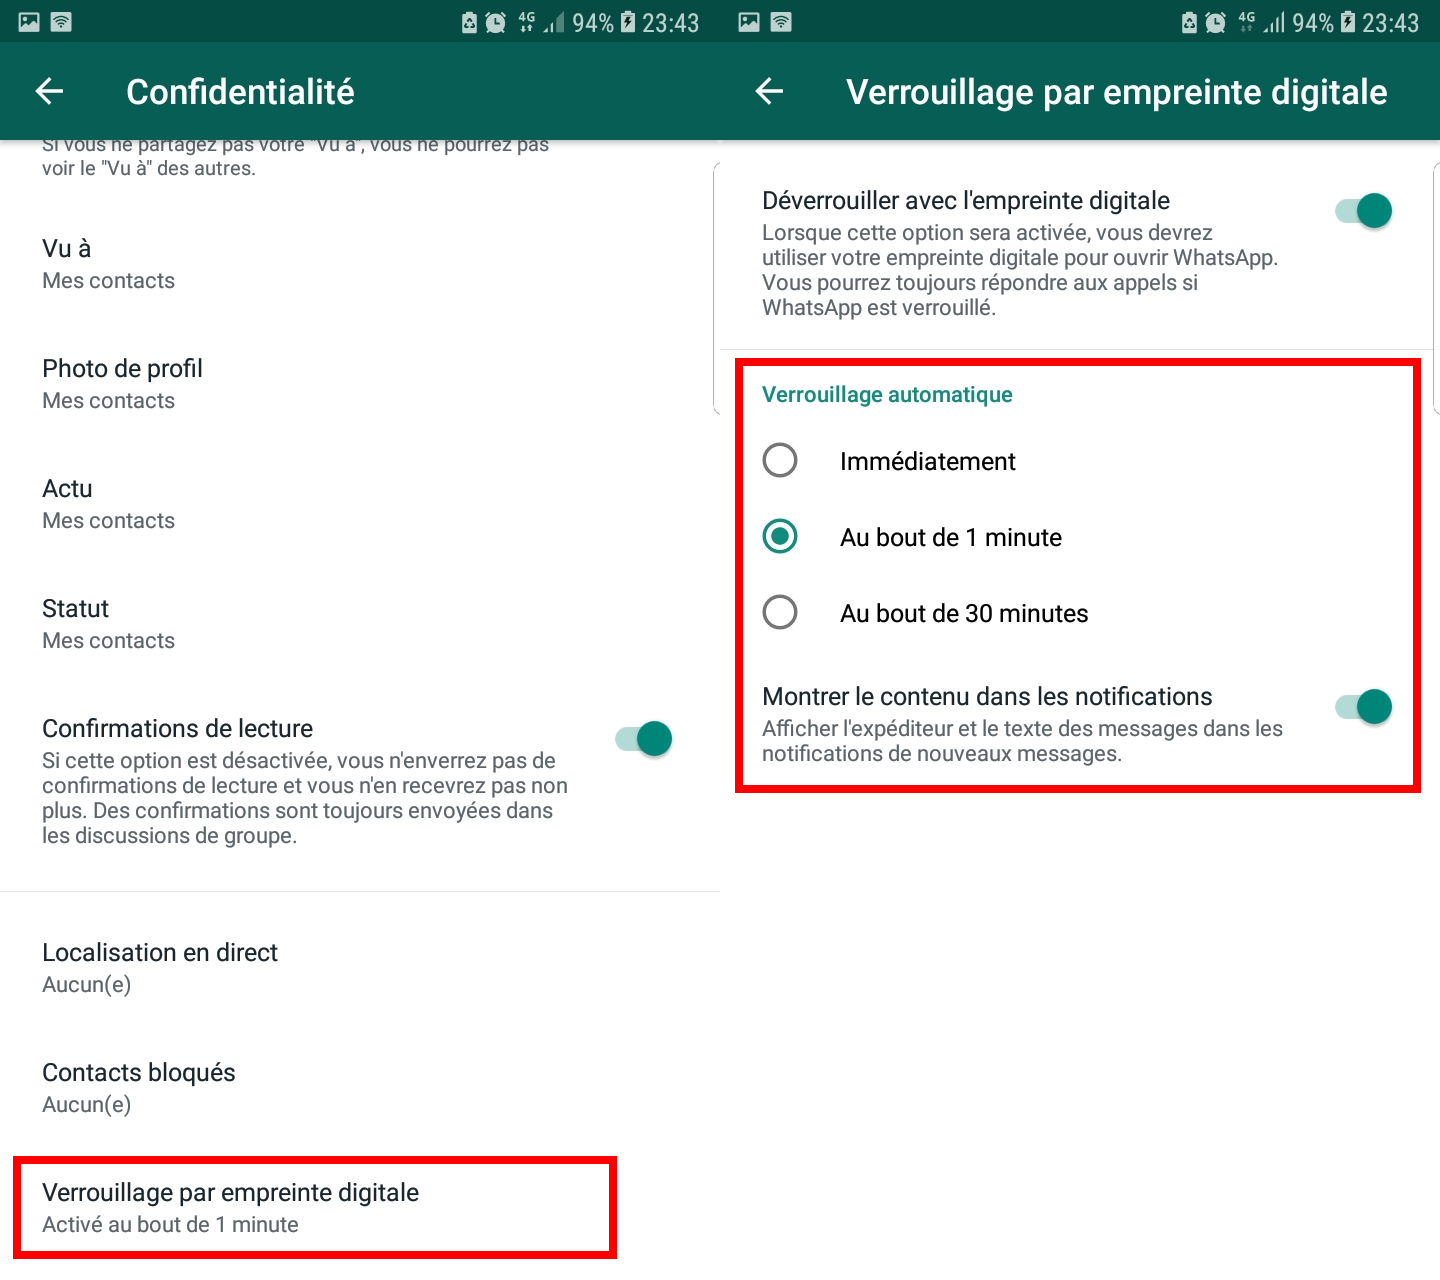 4G 94% 23:43
Confidentialité
Si vous ne partagez pas votre "Vu à", vous ne pourrez pas
voir le "Vu à" des autres.
Vu à
Mes contacts
Photo de profil
Mes contacts
Actu
Mes contacts
Statut
Mes contacts
Confirmations de lecture
Si cette option est désactivée, vous n'enverrez pas de
confirmations de lecture et vous n'en recevrez pas non
plus. Des confirmations sont toujours envoyées dans
les discussions de groupe.
Localisation en direct
Aucun(e)
Contacts bloqués
Aucun(e)
Verrouillage par empreinte digitale
Activé au bout de 1 minute
4G 94% 23:43
Verrouillage par empreinte digitale
Déverrouiller avec l'empreinte digitale
Lorsque cette option sera activée, vous devrez
utiliser votre empreinte digitale pour ouvrir WhatsApp.
Vous pourrez toujours répondre aux appels si
WhatsApp est verrouillé.
Verrouillage automatique
Immédiatement
Au bout de 1 minute
Au bout de 30 minutes
Montrer le contenu dans les notifications
Afficher l'expéditeur et le texte des messages dans les
notifications de nouveaux messages.